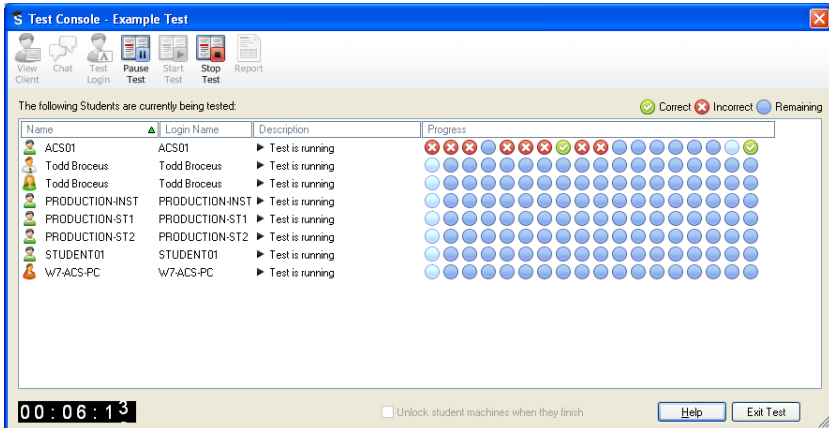 Test Console - Example Test
View Client Chat Test Login Pause Test Start Test Stop Test Report
The following Students are currently being tested: Correct Incorrect Remaining
Name Login Name Description Progress
ACS01 ACS01 Test is running
Todd Broceus Todd Broceus Test is running
Todd Broceus Todd Broceus Test is running
PRODUCTION-INST PRODUCTION-INST Test is running
PRODUCTION-ST1 PRODUCTION-ST1 Test is running
PRODUCTION-ST2 PRODUCTION-ST2 Test is running
STUDENT01 STUDENT01 Test is running
W7-ACS-PC W7-ACS-PC Test is running
00:06:13 Unlock student machines when they finish Help Exit Test